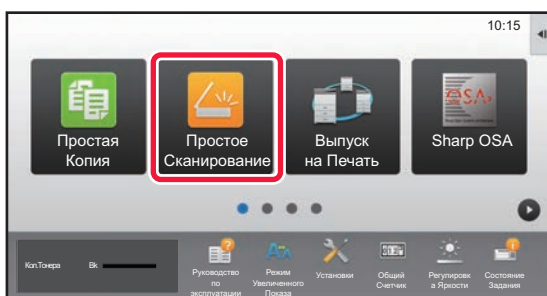 10:15
Простая
Копия
Простое
Сканирование
Выпуск
на Печать
Sharp OSA
Кол.Тонера Bk
Руководство
по
эксплуатации
Режим
Увеличенного
Показа
Установки
Общий
Счетчик
Регулировк
а Яркости
Состояние
Задания